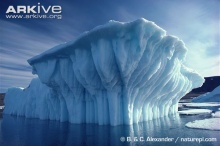 ARKIVE
www.arkive.org
© B. & C. Alexander / naturepl.com